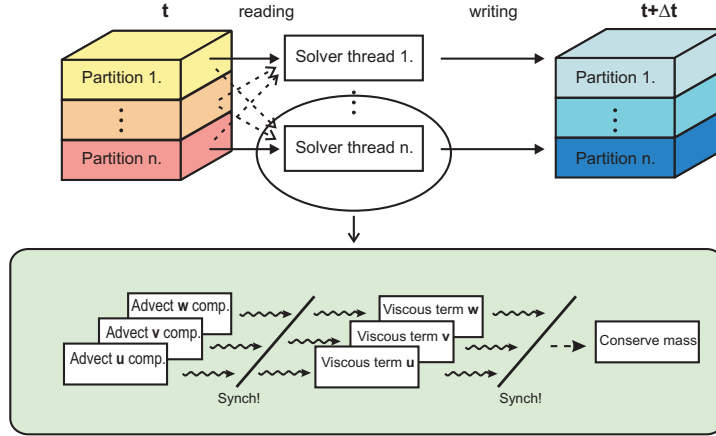 t reading writing t+Δt
Partition 1. Solver thread 1. Partition 1.
Partition n. Solver thread n. Partition n.
Advect w comp. Viscous term w
Advect v comp. Viscous term v
Advect u comp. Viscous term u Conserve mass
Synch! Synch!